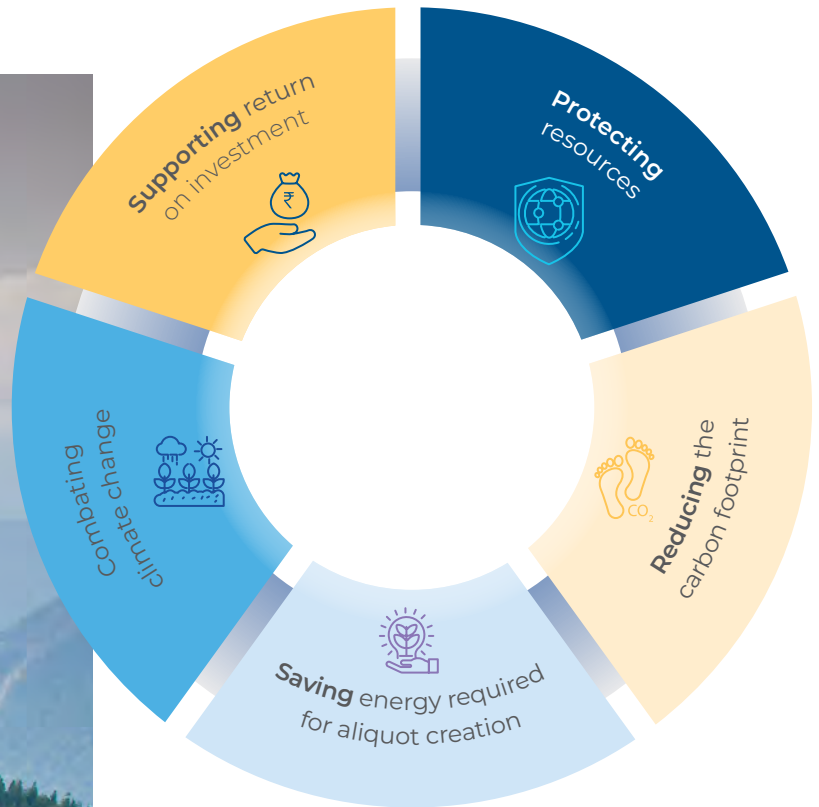 Supporting return
on investment
₹
Protecting
resources
Reducing the
carbon footprint
CO₂
Saving energy required
for aliquot creation
Combating
climate change